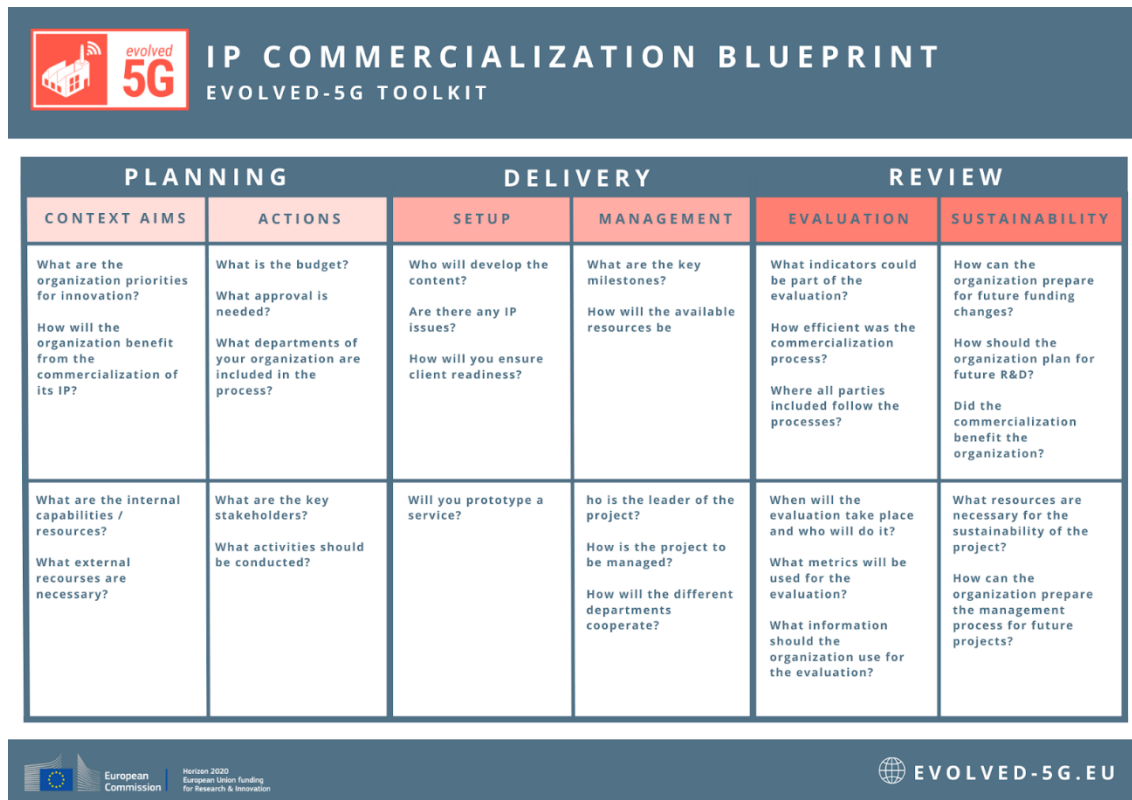 evolved
5G
IP COMMERCIALIZATION BLUEPRINT
EVOLVED-5G TOOLKIT
PLANNING
DELIVERY
REVIEW
CONTEXT AIMS
ACTIONS
SETUP
MANAGEMENT
EVALUATION
SUSTAINABILITY
What are the
organization priorities
for innovation?
How will the
organization benefit
from the
commercialization of
its IP?
What is the budget?
What approval is
needed?
What departments of
your organization are
included in the
process?
Who will develop the
content?
Are there any IP
issues?
How will you ensure
client readiness?
What are the key
milestones?
How will the available
resources be
What indicators could
be part of the
evaluation?
How efficient was the
commercialization
process?
Where all parties
included follow the
processes?
How can the
organization prepare
for future funding
changes?
How should the
organization plan for
future R&D?
Did the
commercialization
benefit the
organization?
What are the internal
capabilities /
resources?
What external
recourses are
necessary?
What are the key
stakeholders?
What activities should
be conducted?
Will you prototype a
service?
ho is the leader of the
project?
How is the project to
be managed?
How will the different
departments
cooperate?
When will the
evaluation take place
and who will do it?
What metrics will be
used for the
evaluation?
What information
should the
organization use for
the evaluation?
What resources are
necessary for the
sustainability of the
project?
How can the
organization prepare
the management
process for future
projects?
European
Commission
Horizon 2020
European Union funding
for Research & Innovation
EVOLVED-5G.EU